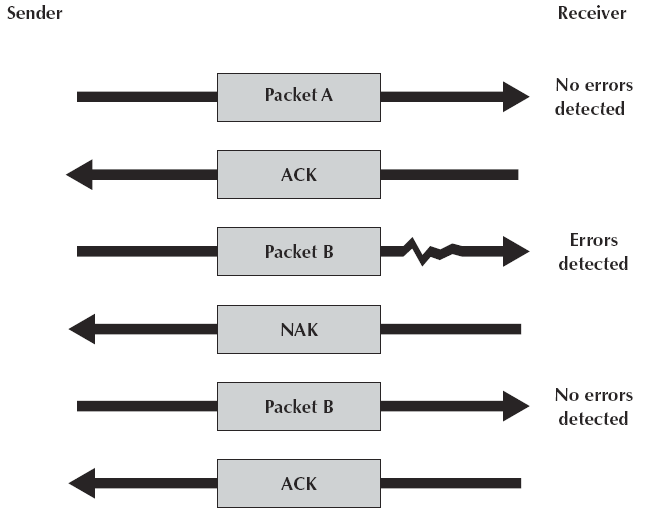 Sender
Receiver
Packet A
No errors
detected
ACK
Packet B
Errors
detected
NAK
Packet B
No errors
detected
ACK